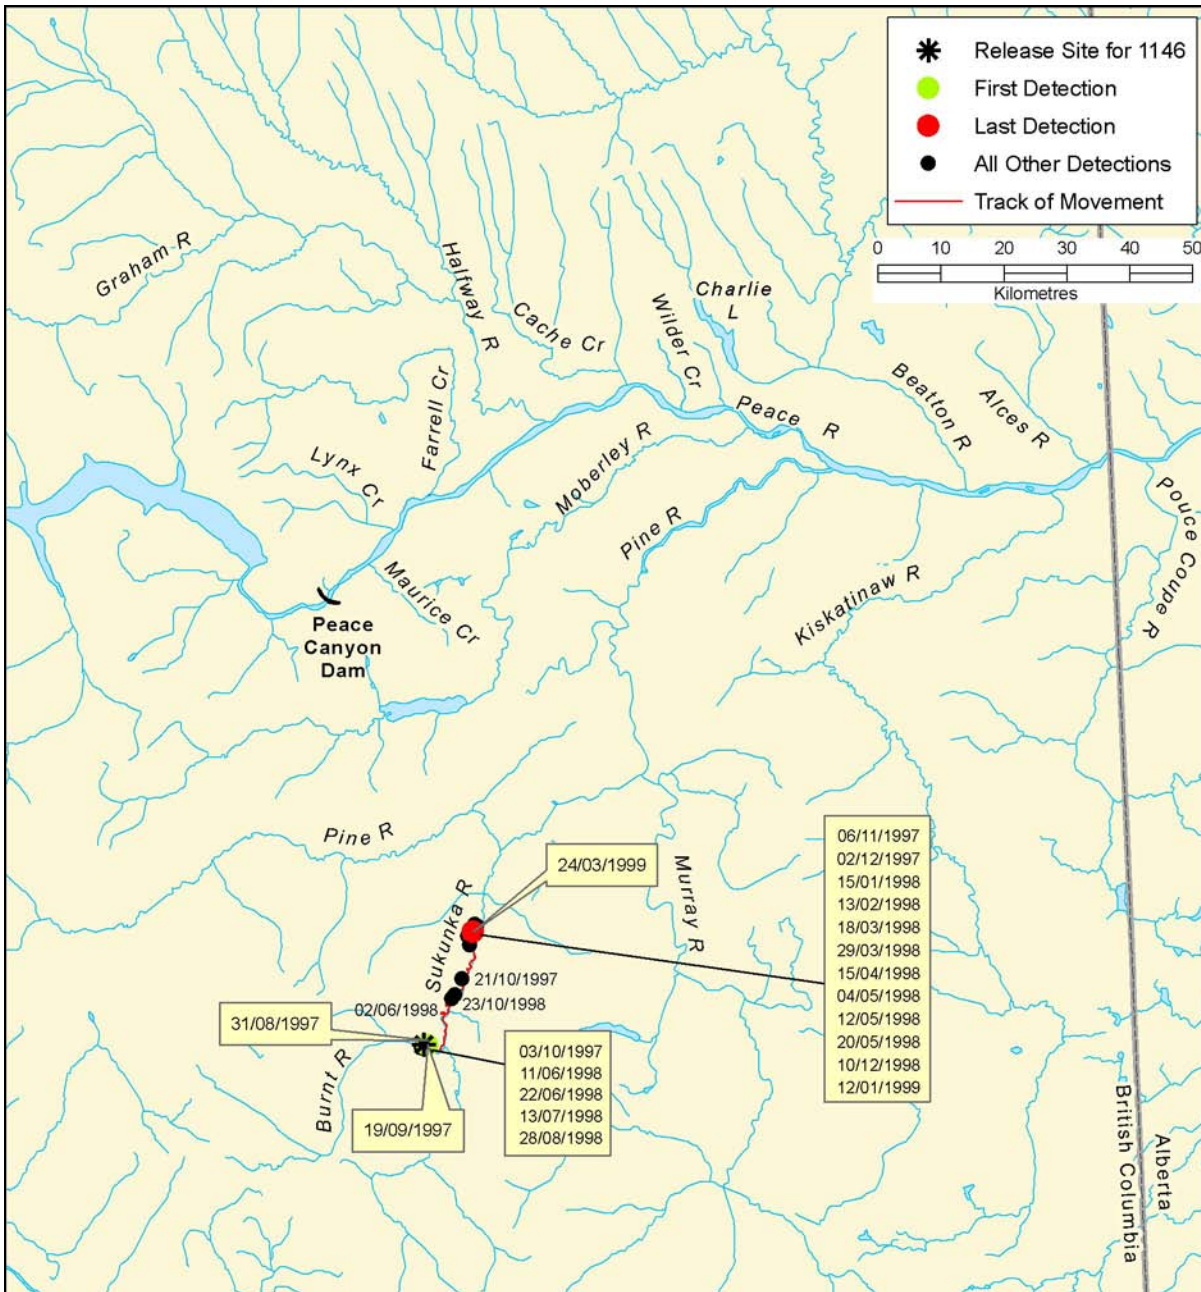 Release Site for 1146
First Detection
Last Detection
All Other Detections
Track of Movement
0 10 20 30 40 50
Kilometres
Graham R
Halfway R
Cache Cr
Wilder Cr
Charlie
L
Farrell Cr
Lynx Cr
Moberley R
Peace R
Beatton R
Alces R
Pine R
Pouce Coupe R
Maurice Cr
Kiskatinaw R
Peace
Canyon
Dam
Pine R
24/03/1999
Murray R
Sukunka R
06/11/1997
02/12/1997
15/01/1998
13/02/1998
18/03/1998
29/03/1998
15/04/1998
04/05/1998
12/05/1998
20/05/1998
10/12/1998
12/01/1999
21/10/1997
23/10/1998
02/06/1998
31/08/1997
Burnt R
19/09/1997
03/10/1997
11/06/1998
22/06/1998
13/07/1998
28/08/1998
British Columbia
Alberta